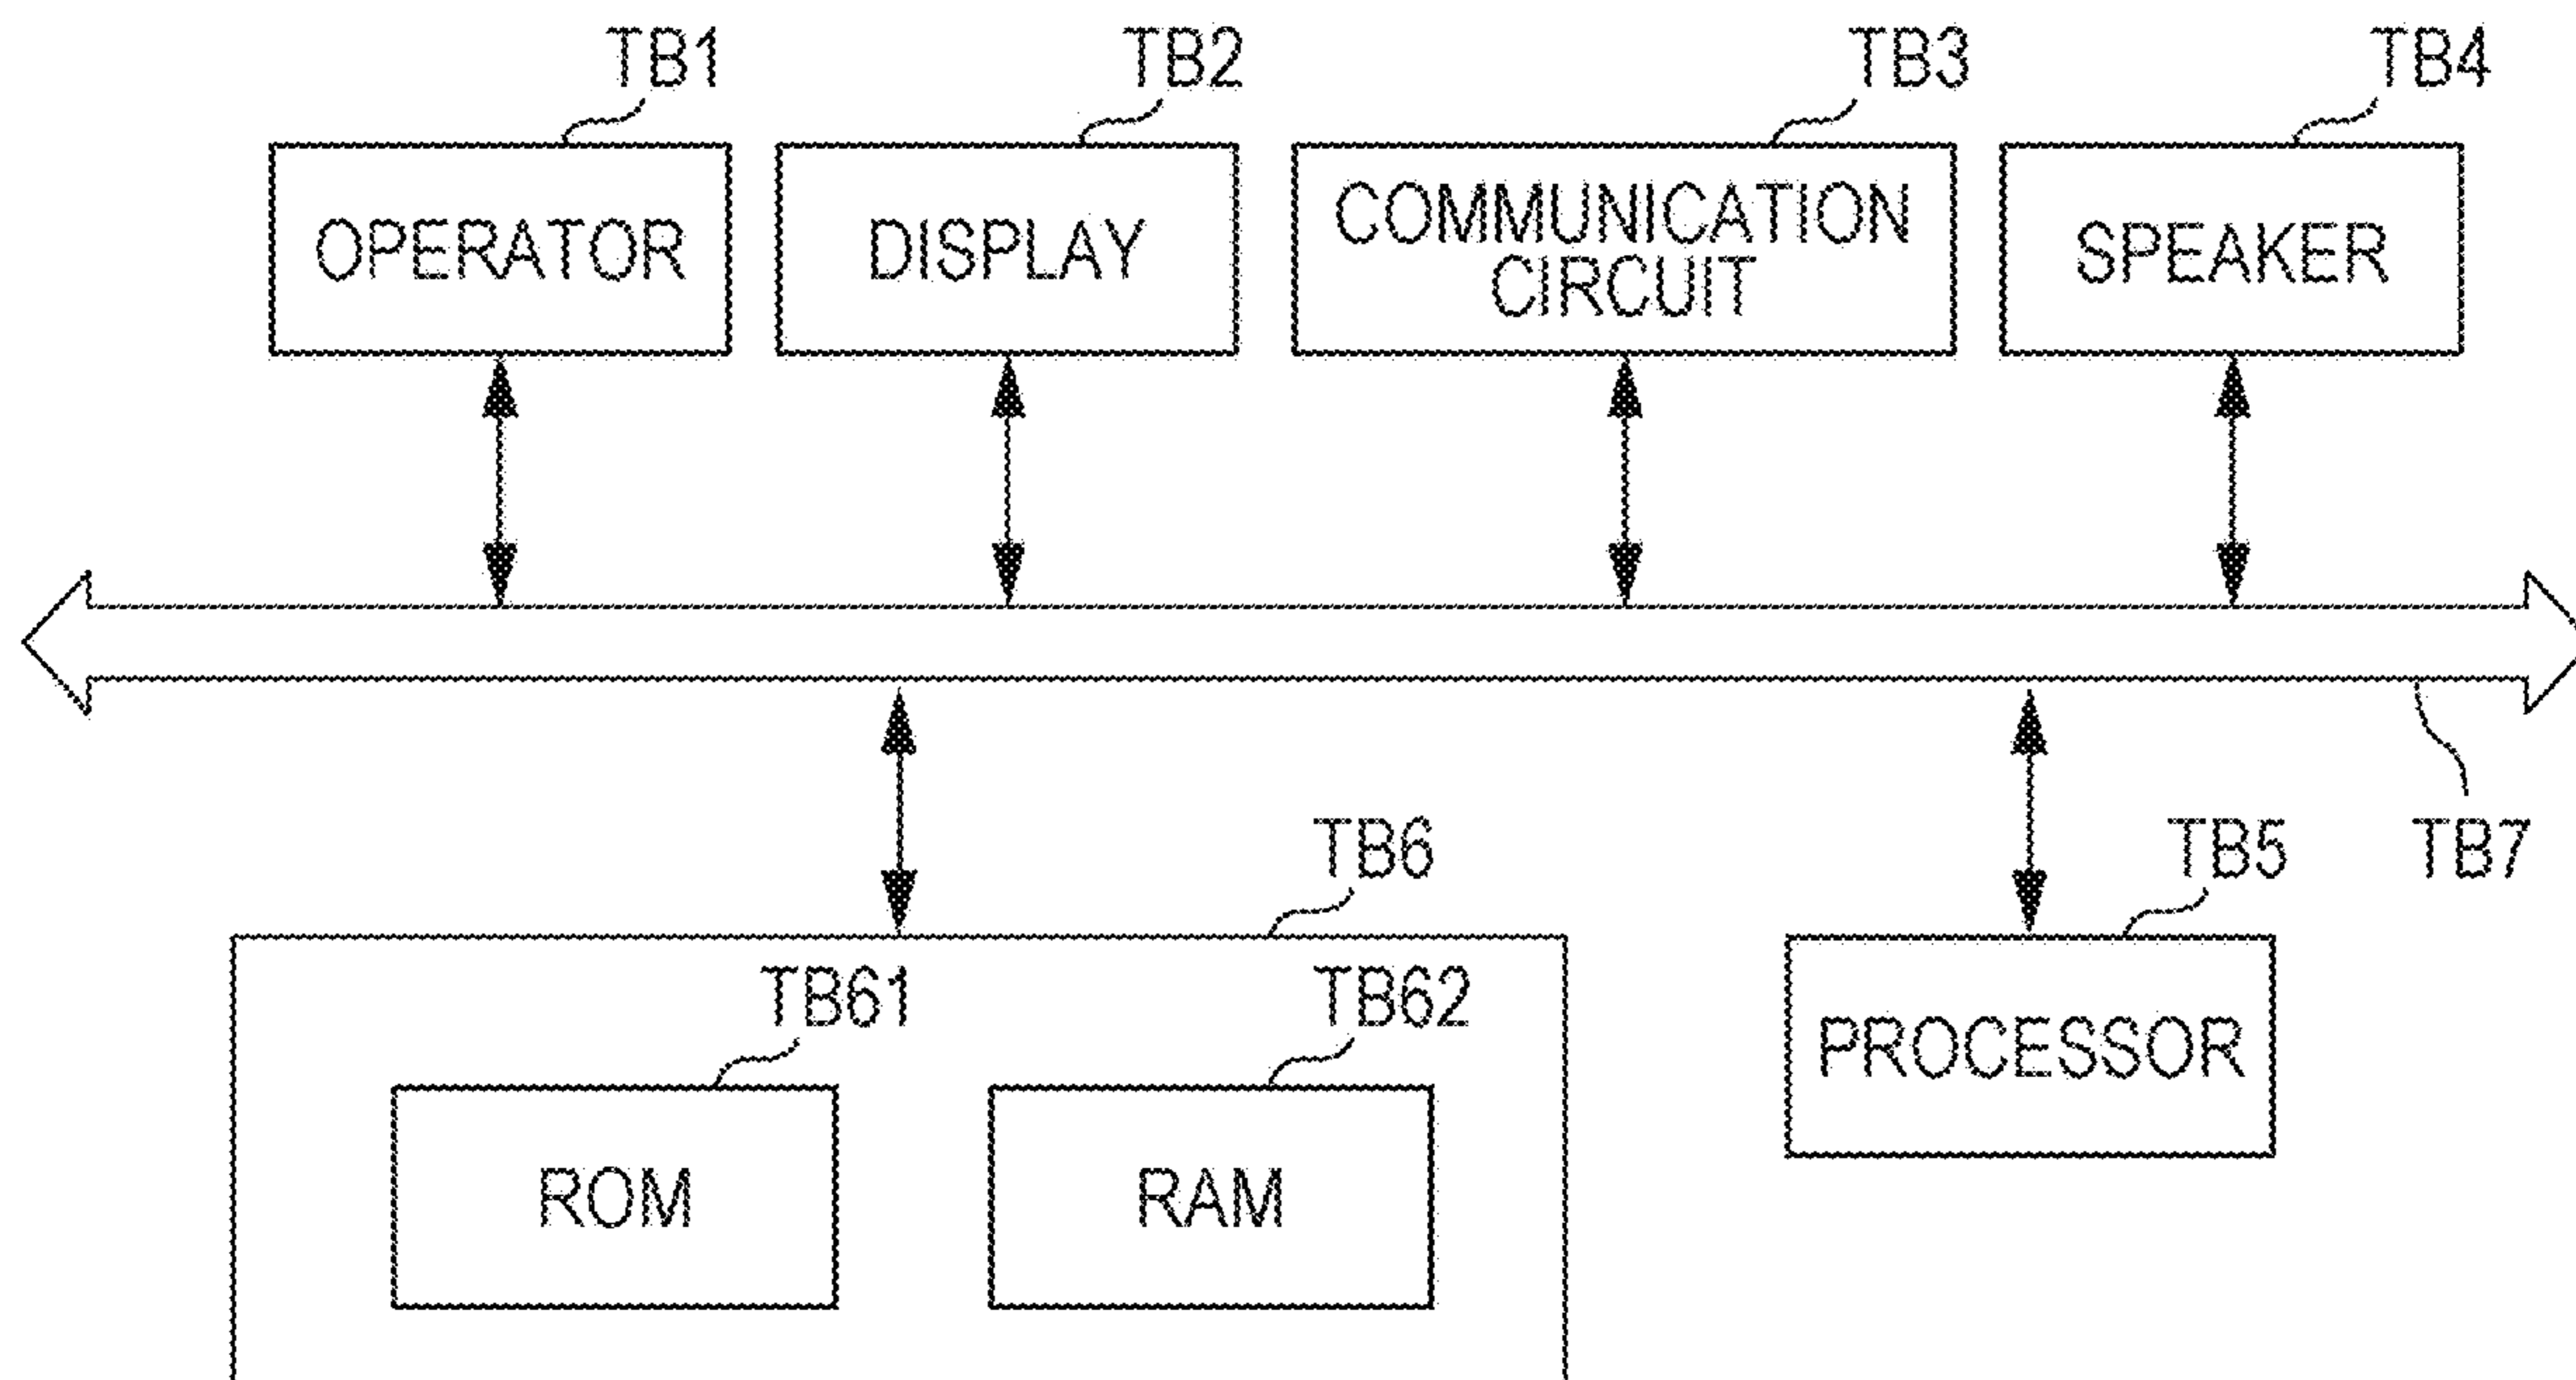 TB1
TB2
TB3
TB4
OPERATOR
DISPLAY
COMMUNICATION
CIRCUIT
SPEAKER
TB6
TB5
TB7
TB61
TB62
PROCESSOR
ROM
RAM